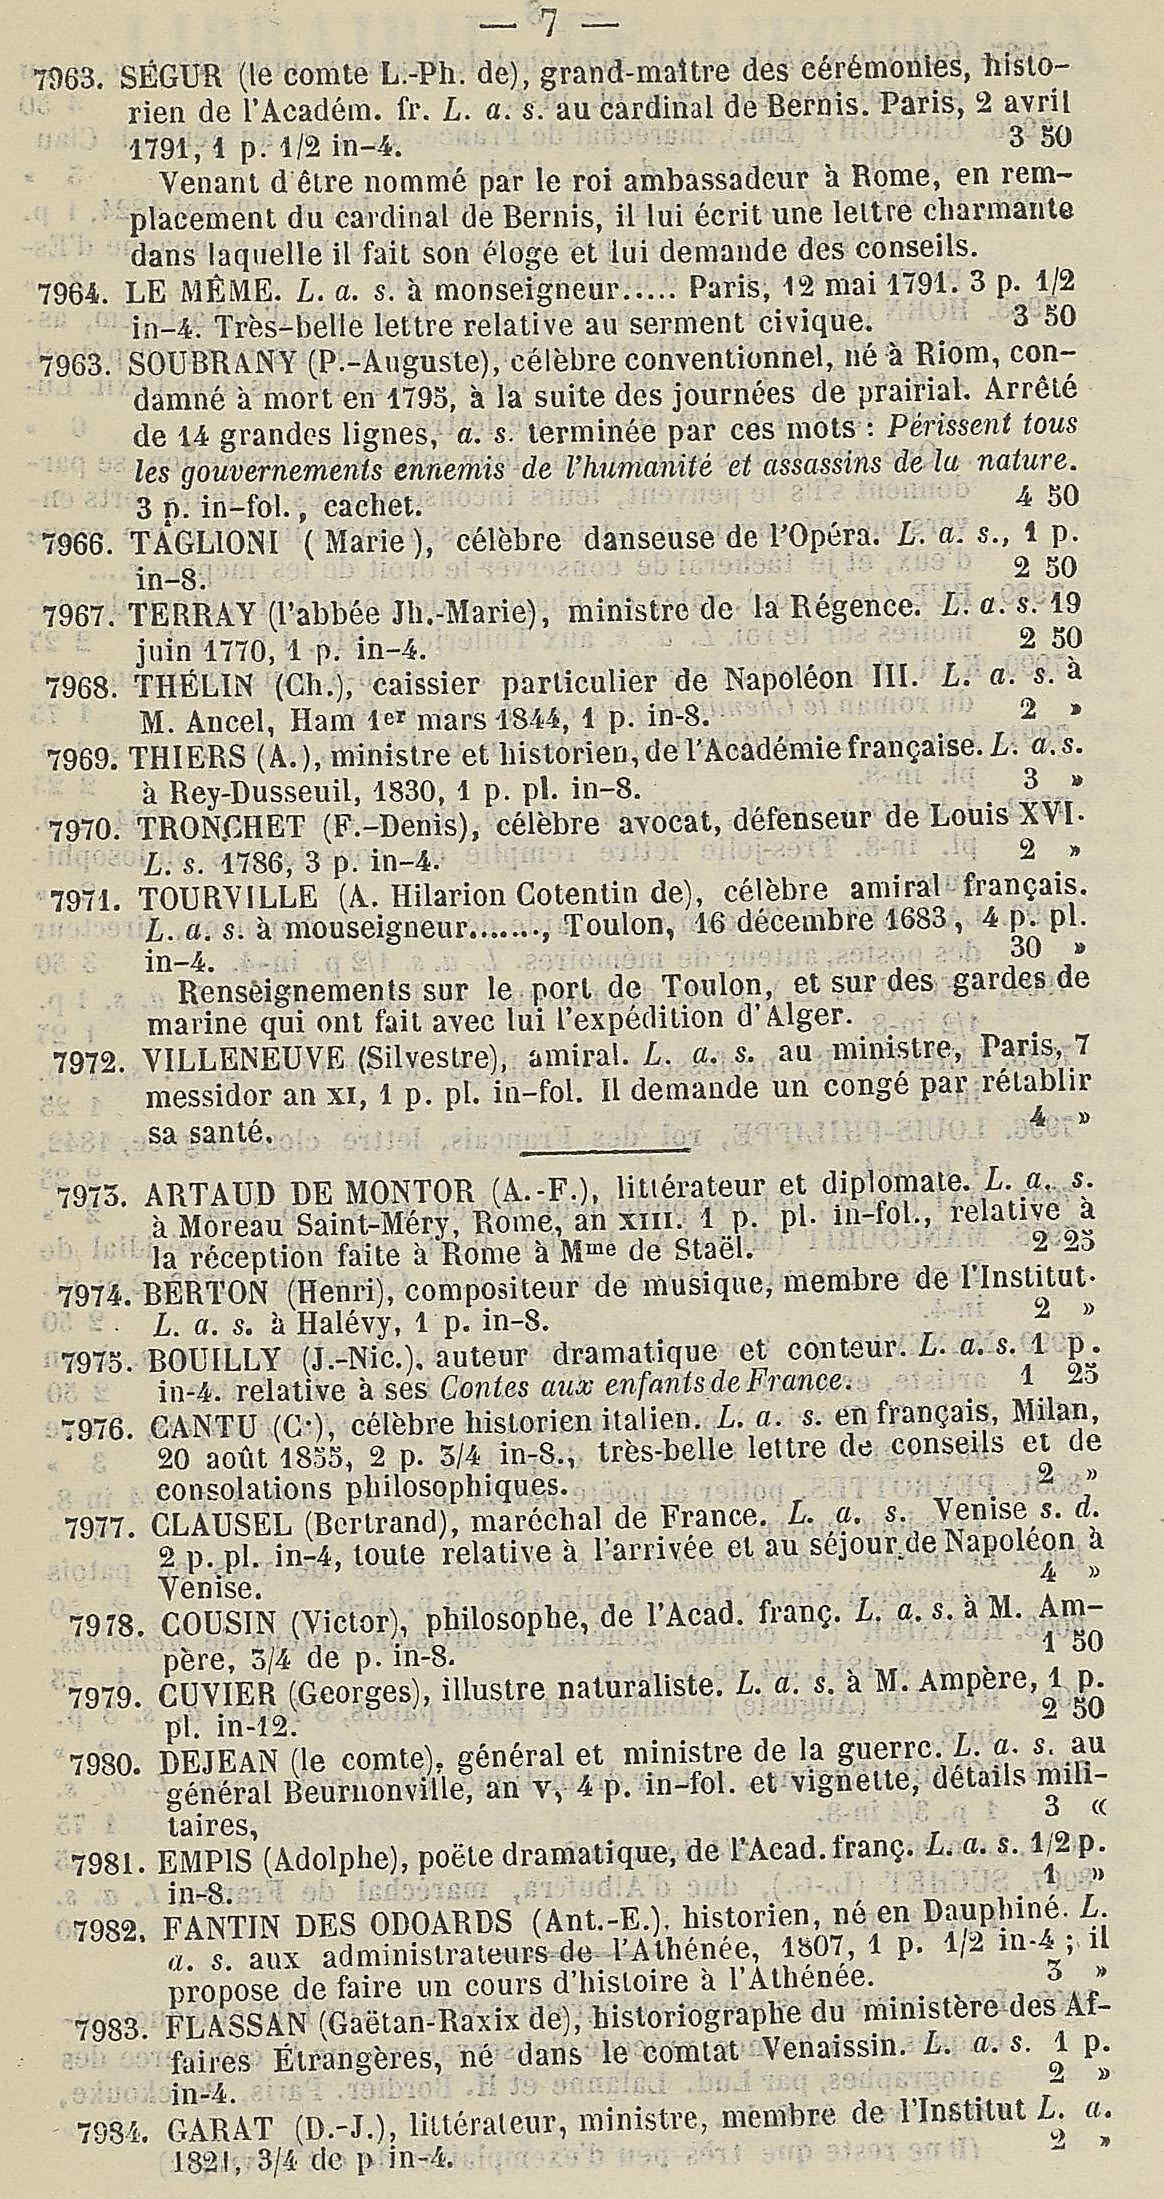 — 7 —
7963. SÉGUR (le comte L.-Ph. de), grand-maître des cérémonies, histo-
rien de l'Académ. fr. L. a. s. au cardinal de Bernis. Paris, 2 avril
1791, 1 p. 1/2 in-4. 3 50
Venant d'être nommé par le roi ambassadeur à Rome, en rem-
placement du cardinal de Bernis, il lui écrit une lettre charmante
dans laquelle il fait son éloge et lui demande des conseils.
7964. LE MÊME. L. a. s. à monseigneur..... Paris, 12 mai 1791. 3 p. 1/2
in-4. Très-belle lettre relative au serment civique. 3 50
7963. SOUBRANY (P.-Auguste), célèbre conventionnel, né à Riom, con-
damné à mort en 1795, à la suite des journées de prairial. Arrêté
de 14 grandes lignes, a. s. terminée par ces mots : Périssent tous
les gouvernements ennemis de l'humanité et assassins de la nature.
3 p. in-fol., cachet. 4 50
7966. TAGLIONI (Marie), célèbre danseuse de l'Opéra. L. a. s., 1 p.
in-8. 2 50
7967. TERRAY (l'abbée Jh.-Marie), ministre de la Régence. L. a. s. 19
juin 1770, 1 p. in-4. 2 50
7968. THÉLIN (Ch.), caissier particulier de Napoléon III. L. a. s. à
M. Ancel, Ham 1er mars 1844, 1 p. in-8. 2 »
7969. THIERS (A.), ministre et historien, de l'Académie française. L. a. s.
à Rey-Dusseuil, 1830, 1 p. pl. in-8. 3 »
7970. TRONÇHET (F.-Denis), célèbre avocat, défenseur de Louis XVI.
L. s. 1786, 3 p. in-4. 2 »
7971. TOURVILLE (A. Hilarion Cotentin de), célèbre amiral français.
L. a. s. à mouseigneur......., Toulon, 16 décembre 1683, 4 p. pl.
in-4. 30 »
Renseignements sur le port de Toulon, et sur des gardes de
marine qui ont fait avec lui l'expédition d'Alger.
7972. VILLENEUVE (Silvestre), amiral. L. a. s. au ministre, Paris, 7
messidor an XI, 1 p. pl. in-fol. Il demande un congé par rétablir
sa santé. 4 »
7973. ARTAUD DE MONTOR (A.-F.), littérateur et diplomate. L. a. s.
à Moreau Saint-Méry, Rome, an XIII. 1 p. pl. in-fol., relative à
la réception faite à Rome à Mme de Staël. 2 25
7974. BERTON (Henri), compositeur de musique, membre de l'Institut.
L. a. s. à Halévy, 1 p. in-8. 2 »
7975. BOUILLY (J.-Nic.). auteur dramatique et conteur. L. a. s. 1 p.
in-4. relative à ses Contes aux enfants de France. 1 25
7976. CANTU (C.), célèbre historien italien. L. a. s. en français, Milan,
20 août 1855, 2 p. 3/4 in-8., très-belle lettre de conseils et de
consolations philosophiques. 2 »
7977. CLAUSEL (Bertrand), maréchal de France. L. a. s. Venise s. d.
2 p. pl. in-4, toute relative à l'arrivée et au séjour de Napoléon à
Venise. 4 »
7978. COUSIN (Victor), philosophe, de l'Acad. franç. L. a. s. à M. Am-
père, 3/4 de p. in-8. 1 50
7979. CUVIER (Georges), illustre naturaliste. L. a. s. à M. Ampère, 1 p.
pl. in-12. 2 50
7980. DEJEAN (le comte), général et ministre de la guerre. L. a. s. au
général Beurnonville, an V, 4 p. in-fol. et vignette, détails mili-
taires, 3 «
7981. EMPIS (Adolphe), poëte dramatique, de l'Acad. franç. L. a. s. 1/2 p.
in-8. 1 »
7982. FANTIN DES ODOARDS (Ant.-E.), historien, né en Dauphiné. L.
a. s. aux administrateurs de l'Athénée, 1807, 1 p. 1/2 in-4 ; il
propose de faire un cours d'histoire à l'Athénée. 3 »
7983. FLASSAN (Gaëtan-Raxix de), historiographe du ministère des Af-
faires Étrangères, né dans le comtat Venaissin. L. a. s. 1 p.
in-4. 2 »
7984. GARAT (D.-J.), littérateur, ministre, membre de l'Institut L. a.
1821, 3/4 de p in-4. 2 »